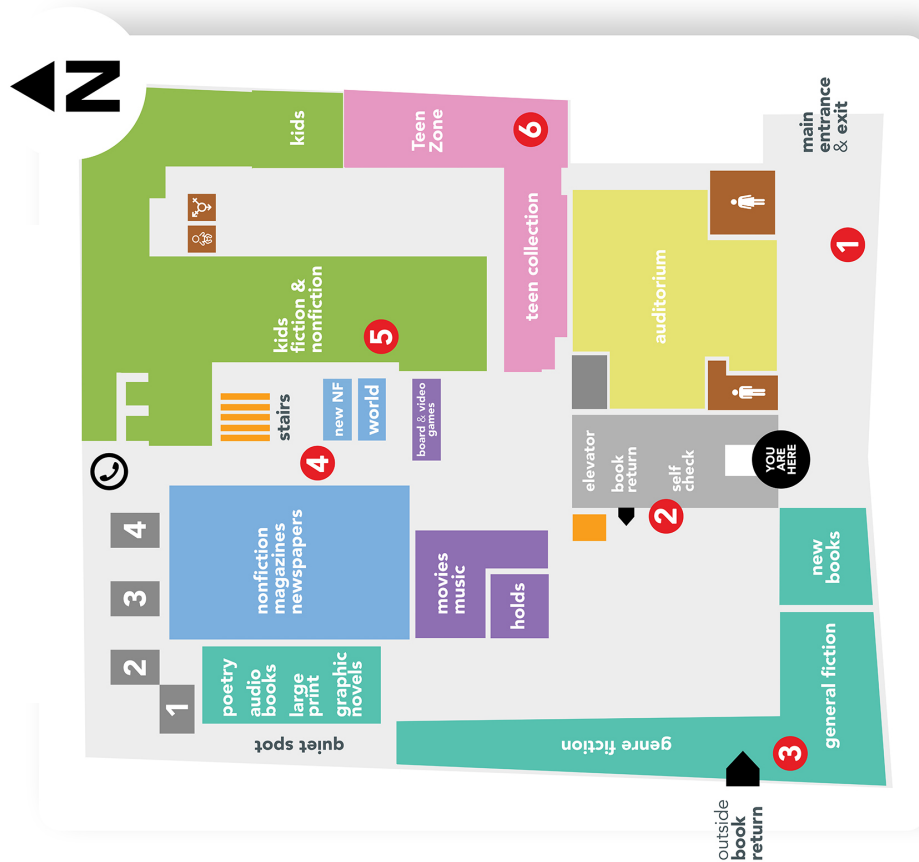 N
kids
Teen
Zone
6
main
entrance
& exit
1
teen collection
auditorium
kids
fiction &
nonfiction
5
stairs
new NF
world
board & video
games
4
elevator
book
return
self
check
YOU
ARE
HERE
2
4
3
2
1
nonfiction
magazines
newspapers
movies
music
holds
new
books
poetry
audio
books
large
print
graphic
novels
quiet spot
genre fiction
general fiction
3
outside
book
return